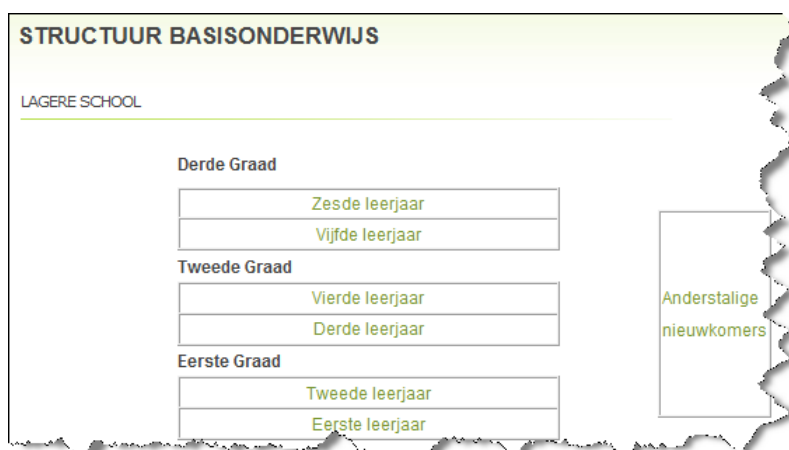 STRUCTUUR BASISONDERWIJS
LAGERE SCHOOL
Derde Graad
Zesde leerjaar
Vijfde leerjaar
Tweede Graad
Vierde leerjaar
Derde leerjaar
Eerste Graad
Tweede leerjaar
Eerste leerjaar
Anderstalige
nieuwkomers